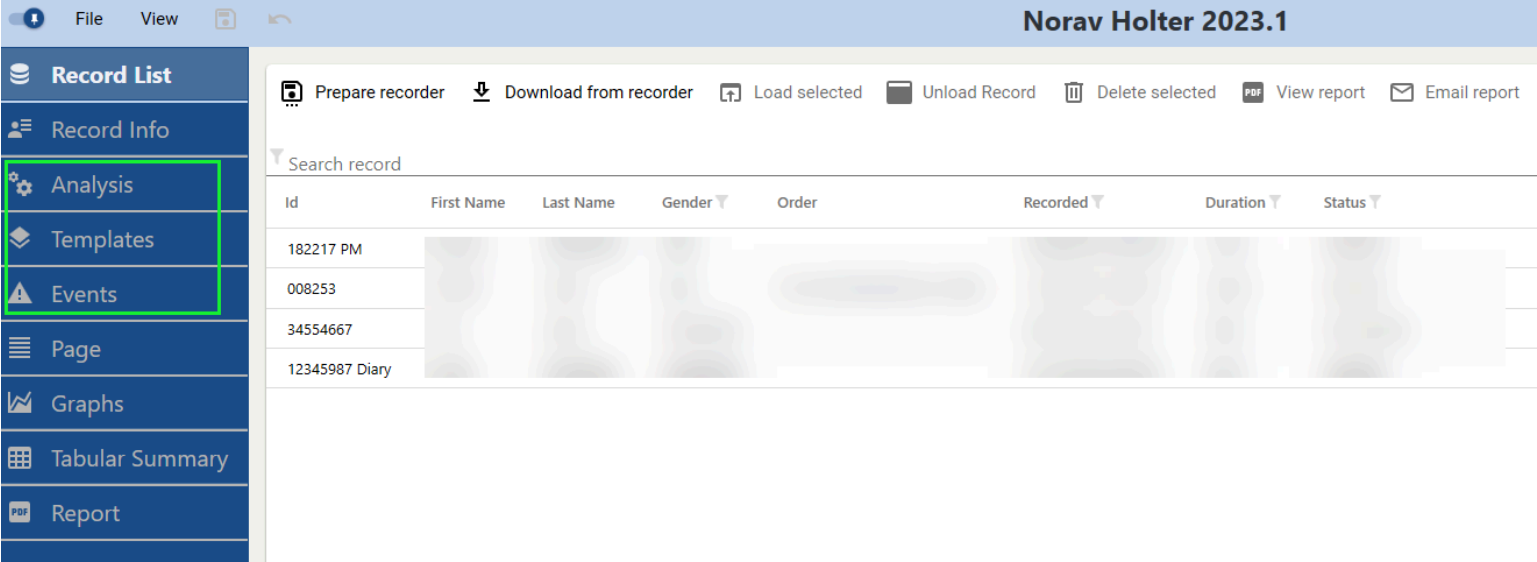 File View Norav Holter 2023.1
Record List
Record Info
Analysis
Templates
Events
Page
Graphs
Tabular Summary
PDF Report
Prepare recorder Download from recorder Load selected Unload Record Delete selected PDF View report Email report
Search record
Id First Name Last Name Gender Order Recorded Duration Status
182217 PM
008253
34554667
12345987 Diary